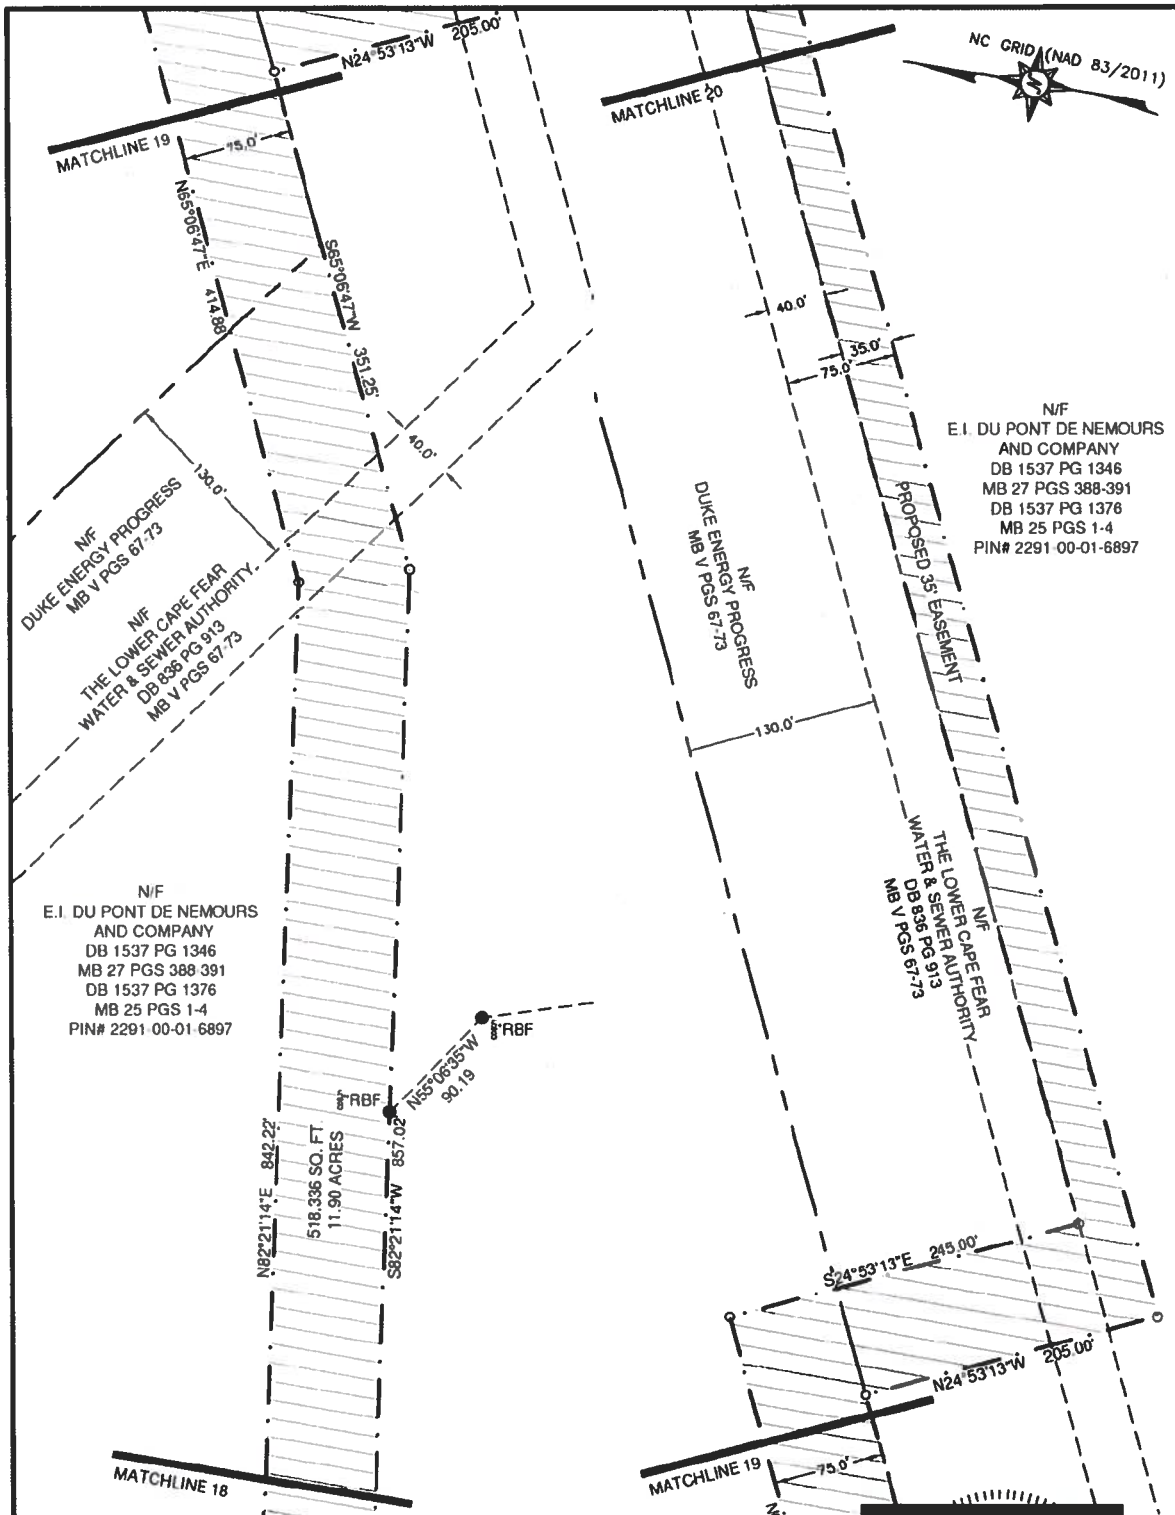 N24°53'13"W 205.00'
MATCHLINE 19
75.0'
N65°06'47"E 414.88'
S65°06'47"W 351.25'
40.0'
130.0'
N/F
DUKE ENERGY PROGRESS
MB V PGS 67-73
N/F
THE LOWER CAPE FEAR
WATER & SEWER AUTHORITY
DB 836 PG 913
MB V PGS 67-73
N/F
E.I. DU PONT DE NEMOURS
AND COMPANY
DB 1537 PG 1346
MB 27 PGS 388-391
DB 1537 PG 1376
MB 25 PGS 1-4
PIN# 2291-00-01-6897
"RBF
N55°06'35"W
90.19
"RBF
N82°21'14"E 842.22'
518,336 SQ. FT.
11.90 ACRES
S82°21'14"W 857.02'
MATCHLINE 18
NC GRID (NAD 83/2011)
N
MATCHLINE 20
40.0'
35.0'
75.0'
N/F
E.I. DU PONT DE NEMOURS
AND COMPANY
DB 1537 PG 1346
MB 27 PGS 388-391
DB 1537 PG 1376
MB 25 PGS 1-4
PIN# 2291-00-01-6897
PROPOSED 35' EASEMENT
N/F
DUKE ENERGY PROGRESS
MB V PGS 67-73
130.0'
N/F
THE LOWER CAPE FEAR
WATER & SEWER AUTHORITY
DB 836 PG 913
MB V PGS 67-73
S24°53'13"E 245.00'
N24°53'13"W 205.00'
MATCHLINE 19
75.0'